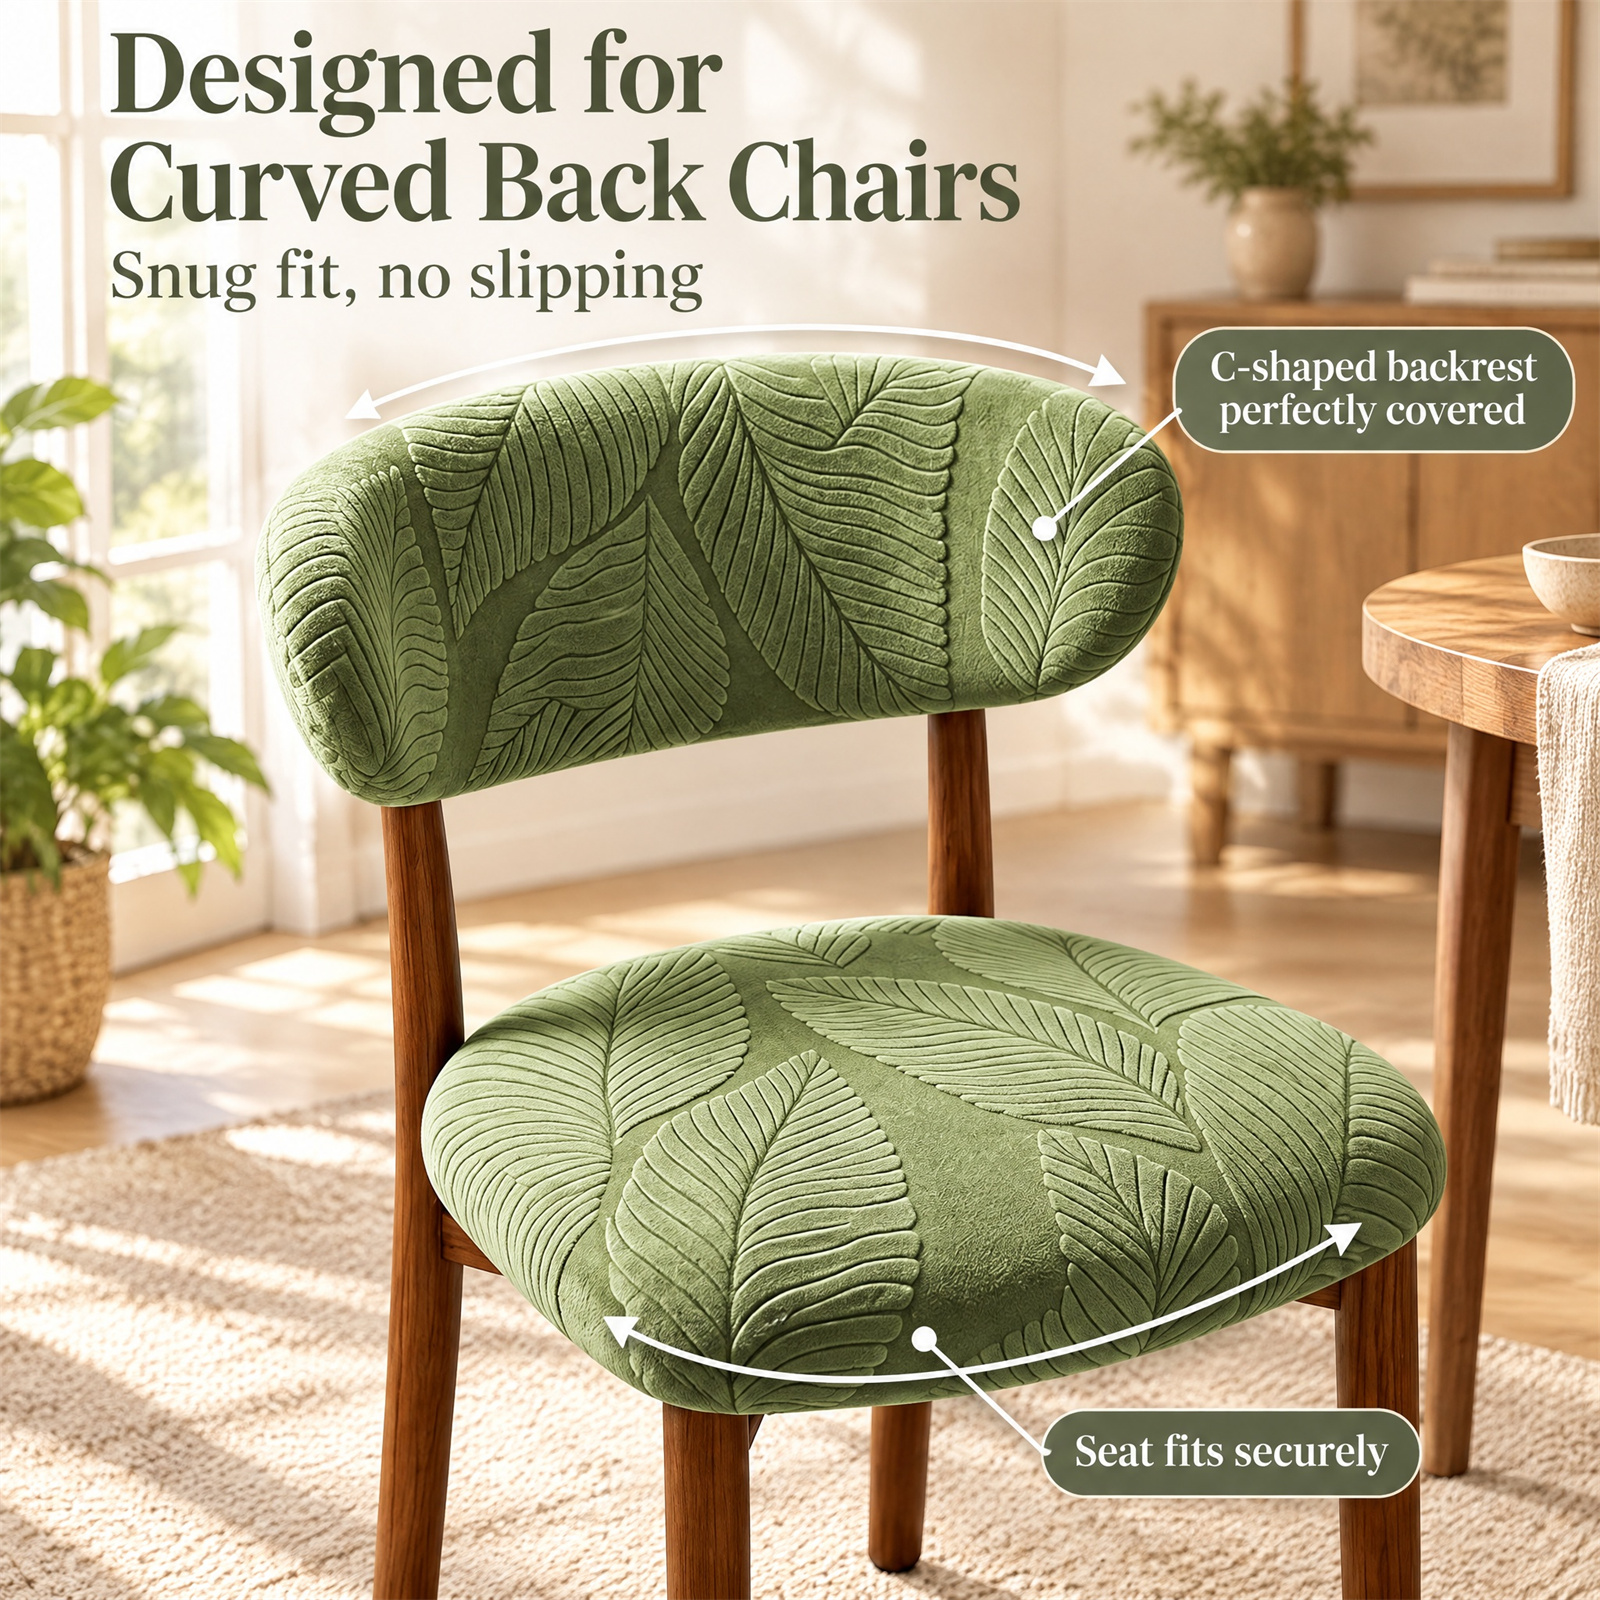 Designed for
Curved Back Chairs
Snug fit, no slipping
C-shaped backrest
perfectly covered
Seat fits securely